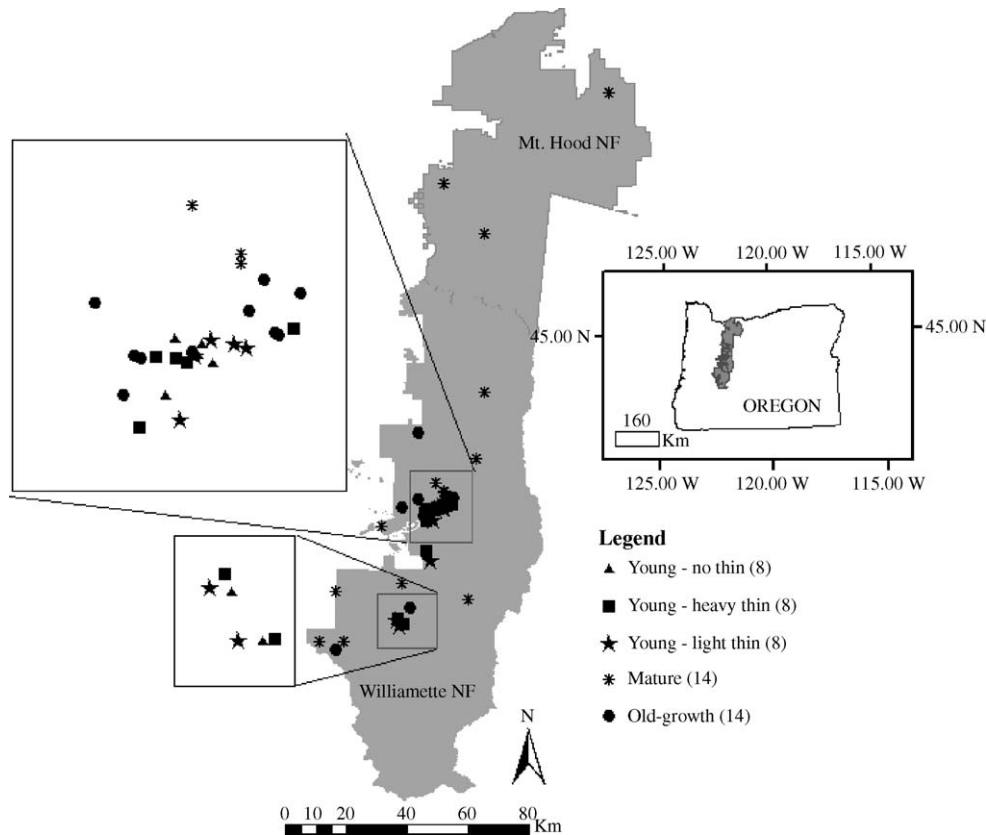 Mt. Hood NF
125.00 W 120.00 W 115.00 W
45.00 N 45.00 N
OREGON
160
Km
125.00 W 120.00 W 115.00 W
Legend
Young - no thin (8)
Young - heavy thin (8)
Young - light thin (8)
Mature (14)
Old-growth (14)
Williamette NF
N
0 10 20 40 60 80
Km